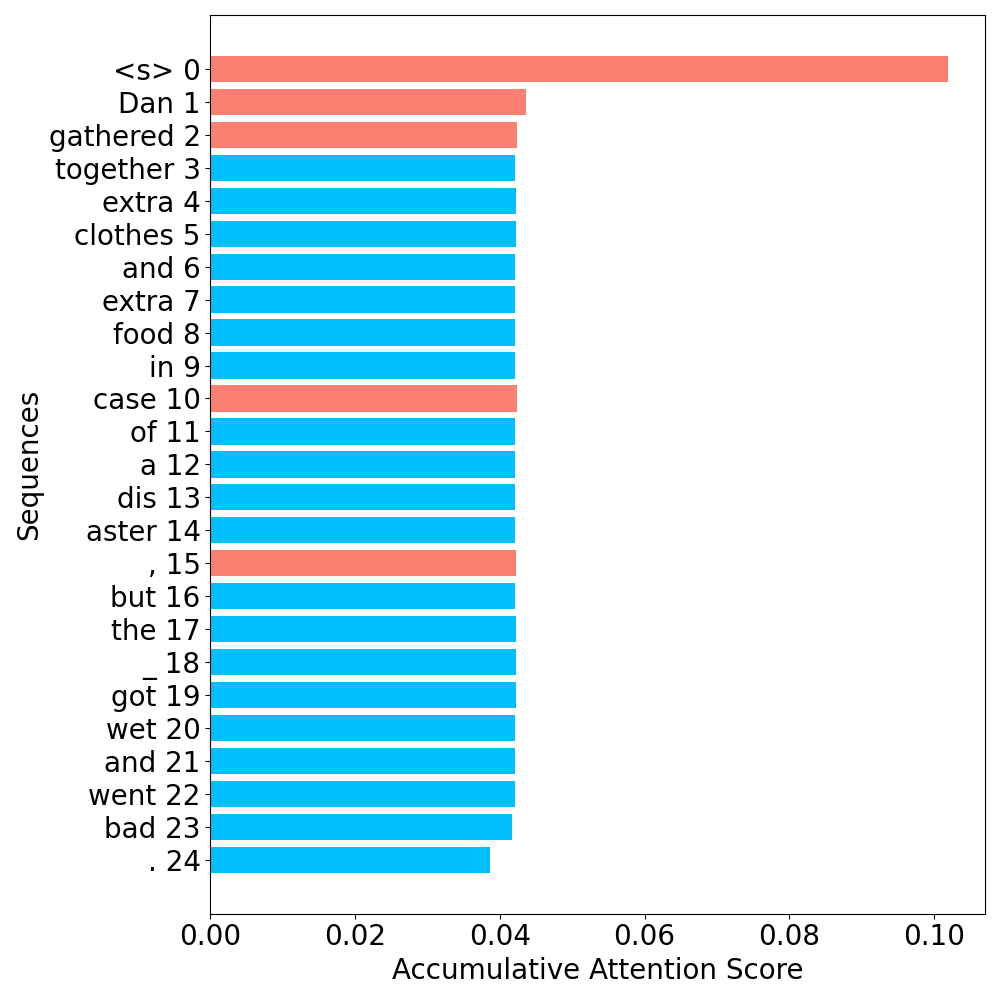 <s> 0
Dan 1
gathered 2
together 3
extra 4
clothes 5
and 6
extra 7
food 8
in 9
case 10
of 11
a 12
dis 13
aster 14
, 15
but 16
the 17
_ 18
got 19
wet 20
and 21
went 22
bad 23
. 24
Sequences
0.00 0.02 0.04 0.06 0.08 0.10
Accumulative Attention Score